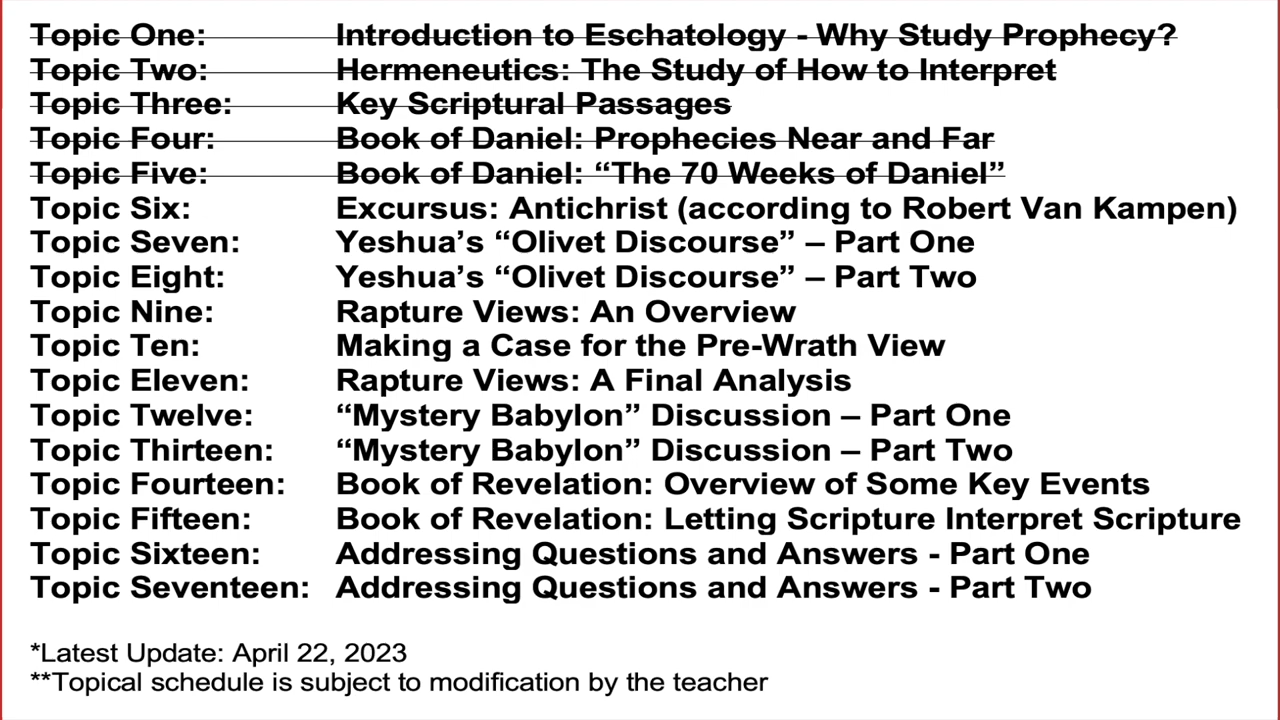 Topic One: Introduction to Eschatology - Why Study Prophecy?
Topic Two: Hermeneutics: The Study of How to Interpret
Topic Three: Key Scriptural Passages
Topic Four: Book of Daniel: Prophecies Near and Far
Topic Five: Book of Daniel: “The 70 Weeks of Daniel”
Topic Six: Excursus: Antichrist (according to Robert Van Kampen)
Topic Seven: Yeshua’s “Olivet Discourse” – Part One
Topic Eight: Yeshua’s “Olivet Discourse” – Part Two
Topic Nine: Rapture Views: An Overview
Topic Ten: Making a Case for the Pre-Wrath View
Topic Eleven: Rapture Views: A Final Analysis
Topic Twelve: “Mystery Babylon” Discussion – Part One
Topic Thirteen: “Mystery Babylon” Discussion – Part Two
Topic Fourteen: Book of Revelation: Overview of Some Key Events
Topic Fifteen: Book of Revelation: Letting Scripture Interpret Scripture
Topic Sixteen: Addressing Questions and Answers - Part One
Topic Seventeen: Addressing Questions and Answers - Part Two
*Latest Update: April 22, 2023
**Topical schedule is subject to modification by the teacher